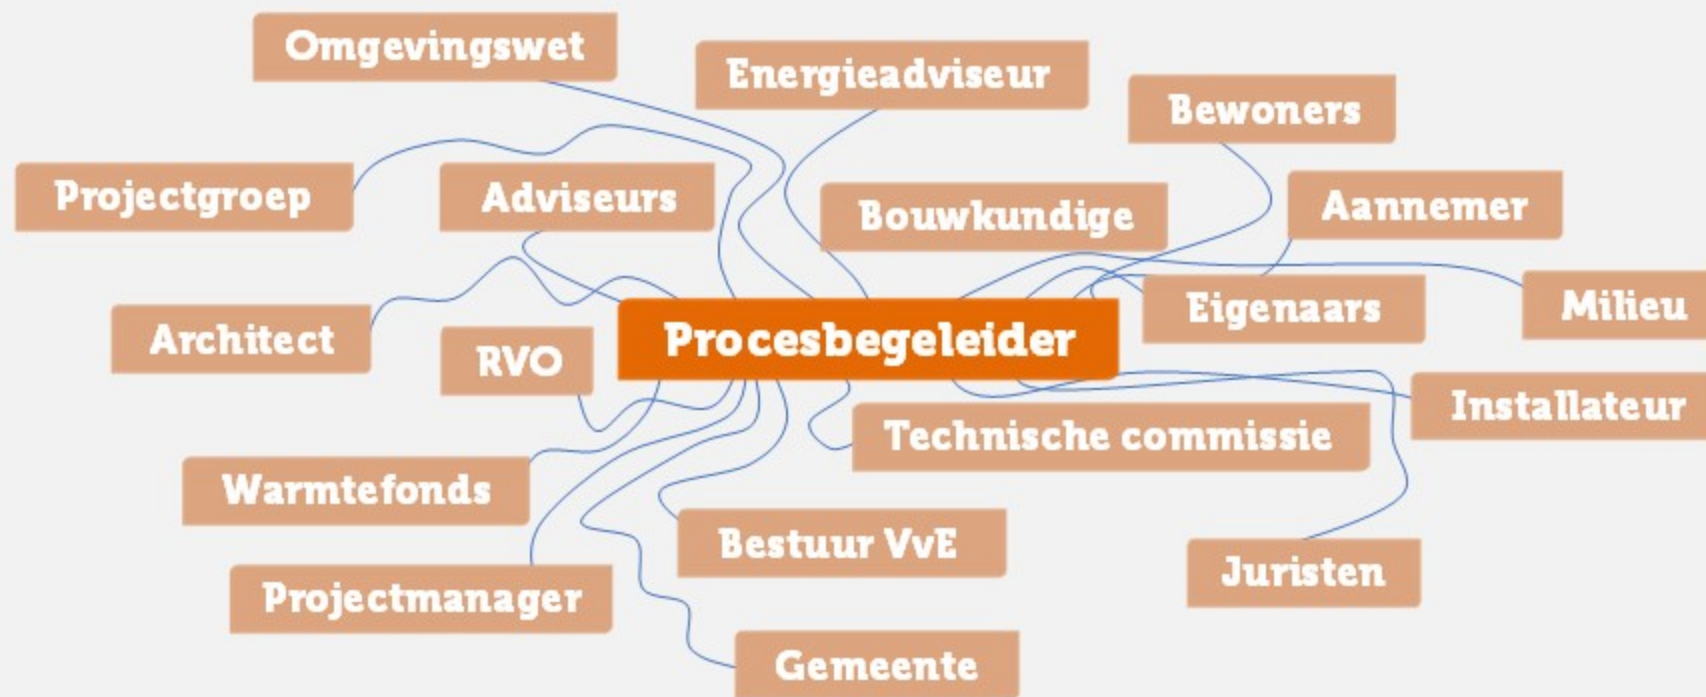 Omgevingswet
Energieadviseur
Bewoners
Projectgroep
Adviseurs
Bouwkundige
Aannemer
Architect
RVO
Procesbegeleider
Eigenaars
Milieu
Installateur
Technische commissie
Warmtefonds
Bestuur VvE
Juristen
Projectmanager
Gemeente